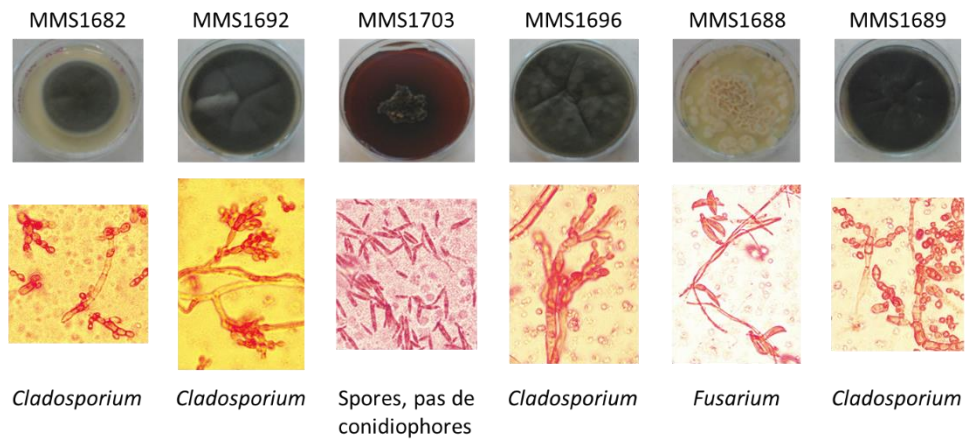 MMS1682 MMS1692 MMS1703 MMS1696 MMS1688 MMS1689
Cladosporium Cladosporium Spores, pas de Cladosporium Fusarium Cladosporium
conidiophores